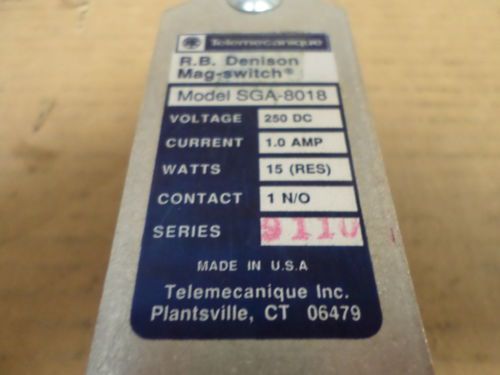 Telemecanique
R.B. Denison
Mag-switch®
Model SGA-8018
VOLTAGE 250 DC
CURRENT 1.0 AMP
WATTS 15 (RES)
CONTACT 1 N/O
SERIES 9110
MADE IN U.S.A
Telemecanique Inc.
Plantsville, CT 06479